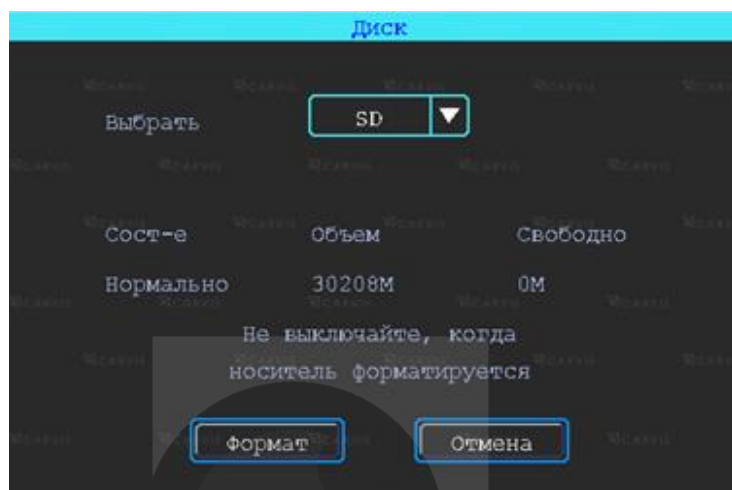 Диск
Выбрать SD
Сост-е Объем Свободно
Нормально 30208M 0M
Не выключайте, когда
носитель форматируется
Формат Отмена